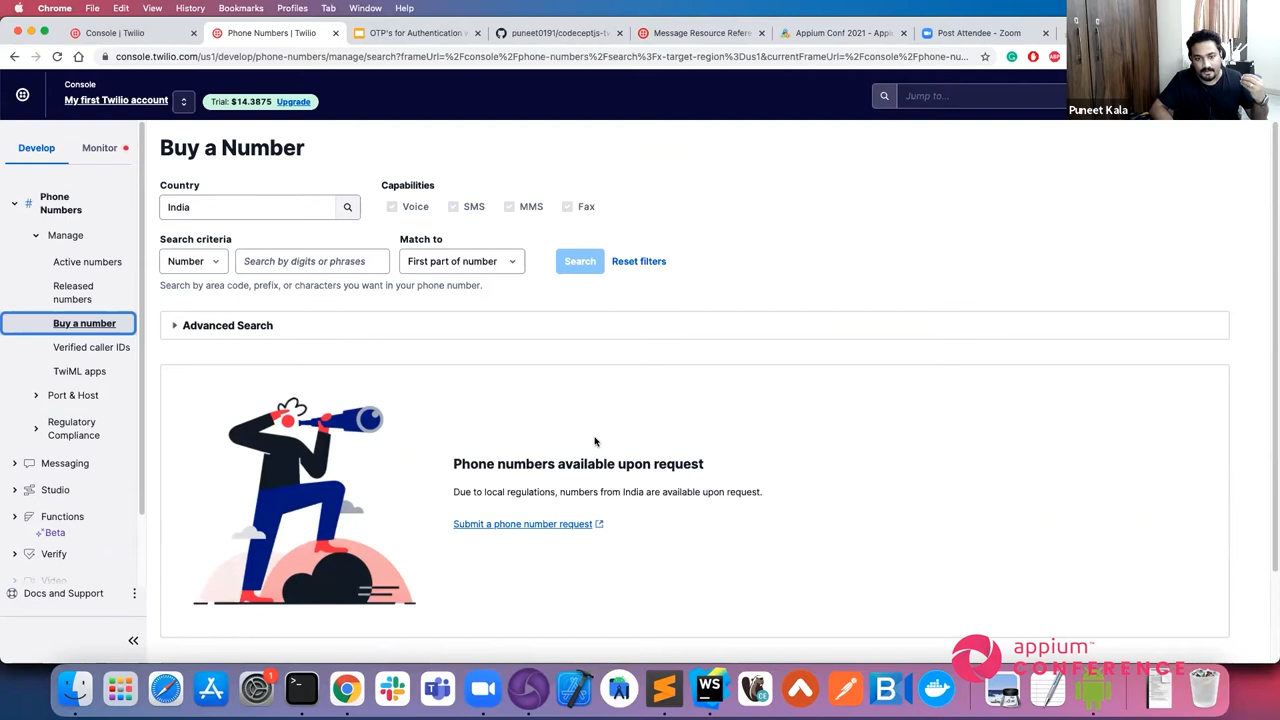 Chrome File Edit View History Bookmarks Profiles Tab Window Help
Console | Twilio
Phone Numbers | Twilio
OTP's for Authentication
puneet0191/codeceptjs-tw
Message Resource Refere
Appium Conf 2021 - Appiu
Post Attendee - Zoom
console.twilio.com/us1/develop/phone-numbers/manage/search?frameUrl=%2Fconsole%2Fphone-numbers%2Fsearch%3Fx-target-region%3Dus1&currentFrameUrl=%2Fconsole%2Fphone-nu...
Console
My first Twilio account
Trial: $14.3875 Upgrade
Jump to...
Puneet Kala
Develop
Monitor
Phone
Numbers
Manage
Active numbers
Released
numbers
Buy a number
Verified caller IDs
TwiML apps
Port & Host
Regulatory
Compliance
Messaging
Studio
Functions
Beta
Verify
Video
Docs and Support
Buy a Number
Country
Capabilities
India
Voice SMS MMS Fax
Search criteria
Match to
Number
Search by digits or phrases
First part of number
Search
Reset filters
Search by area code, prefix, or characters you want in your phone number.
Advanced Search
Phone numbers available upon request
Due to local regulations, numbers from India are available upon request.
Submit a phone number request
appium™
CONFERENCE
1
WS